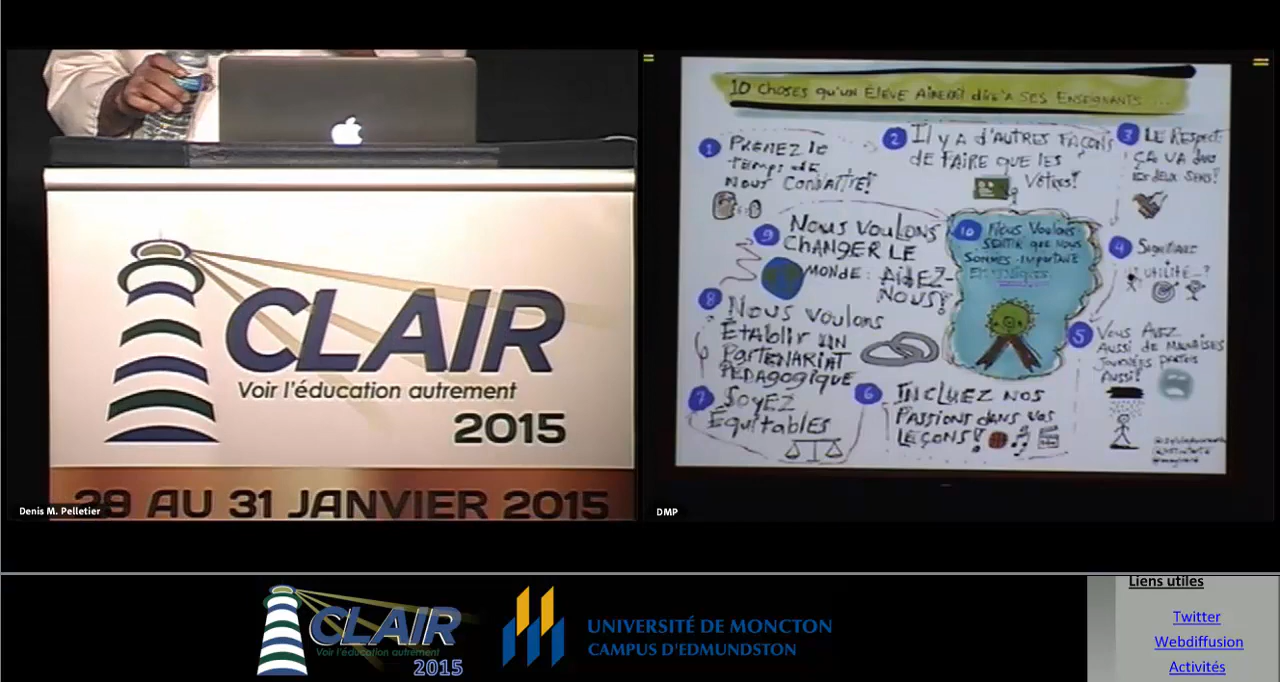 CLAIR
Voir l'éducation autrement
2015
29 AU 31 JANVIER 2015
Denis M. Pelletier
10 CHOSES qu'UN ÉLÈVE AIMERAIT dire À SES ENSEIGNANTS...
1 PRENEZ le
temps de
NOUS CONNAÎTRE!
2 Il y A d'AUTRES FAÇONS
DE FAIRE QUE LES
VÔTRES!
3 LE RESPECT:
ÇA VA dans
les deux sens!
4
UTILITÉ...?
5 VOUS AVEZ
AUSSI DE MAUVAISES
JOURNÉES parfois
AUSSI!
6 INCLUEZ NOS
PASSIONS dans vos
LEÇONS!
7 SOYEZ
Équitables
8 Nous voulons
Établir UN
PARTENARIAT
PÉDAGOGIQUE
9 Nous VOULONS
CHANGER LE
MONDE: AIDEZ-
NOUS!
10 Nous Voulons
SENTIR que NOUS
SOMMES IMPORTANTS
DMP
CLAIR
Voir l'éducation autrement
2015
UNIVERSITÉ DE MONCTON
CAMPUS D'EDMUNDSTON
Liens utiles
Twitter
Webdiffusion
Activités